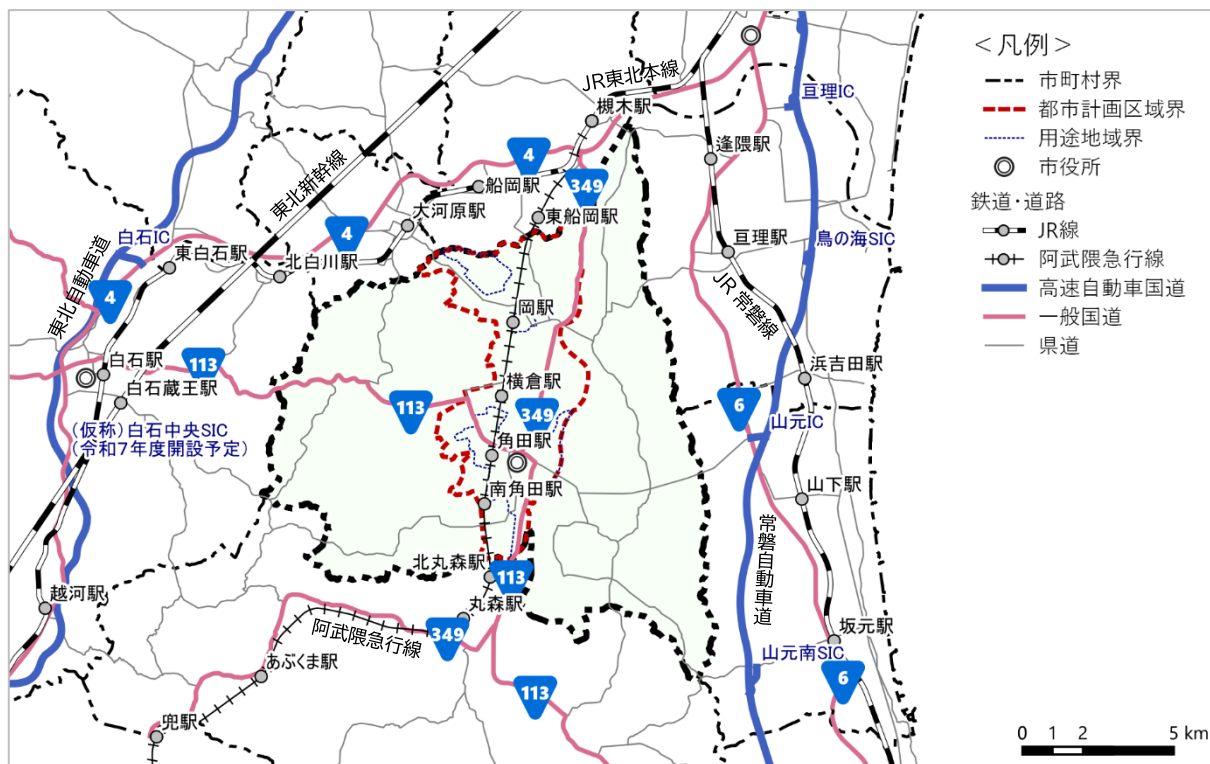 JR東北本線
槻木駅
亘理IC
4
船岡駅
349
逢隈駅
東北新幹線
大河原駅
東船岡駅
白石IC
東白石駅
4
北白川駅
亘理駅
鳥の海SIC
東北自動車道
4
岡駅
JR常磐線
白石駅
113
白石蔵王駅
横倉駅
浜吉田駅
113
349
6
山元IC
(仮称)白石中央SIC
(令和7年度開設予定)
角田駅
南角田駅
山下駅
常磐自動車道
北丸森駅
113
越河駅
丸森駅
阿武隈急行線
349
坂元駅
山元南SIC
あぶくま駅
113
6
兜駅
<凡例>
市町村界
都市計画区域界
用途地域界
市役所
鉄道・道路
JR線
阿武隈急行線
高速自動車国道
一般国道
県道
0 1 2 5 km